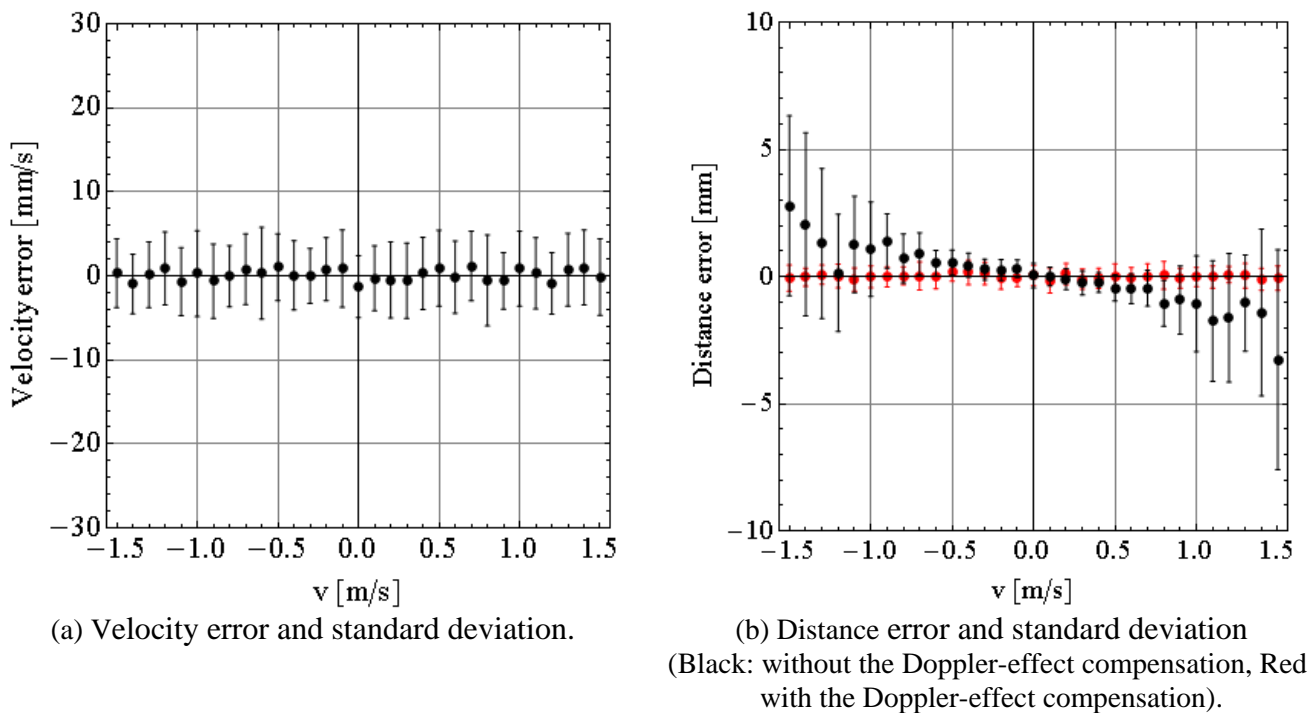 30
20
10
0
−10
−20
−30
Velocity error [mm/s]
−1.5 −1.0 −0.5 0.0 0.5 1.0 1.5
v [m/s]
(a) Velocity error and standard deviation.
10
5
0
−5
−10
Distance error [mm]
−1.5 −1.0 −0.5 0.0 0.5 1.0 1.5
v [m/s]
(b) Distance error and standard deviation
(Black: without the Doppler-effect compensation, Red
with the Doppler-effect compensation).